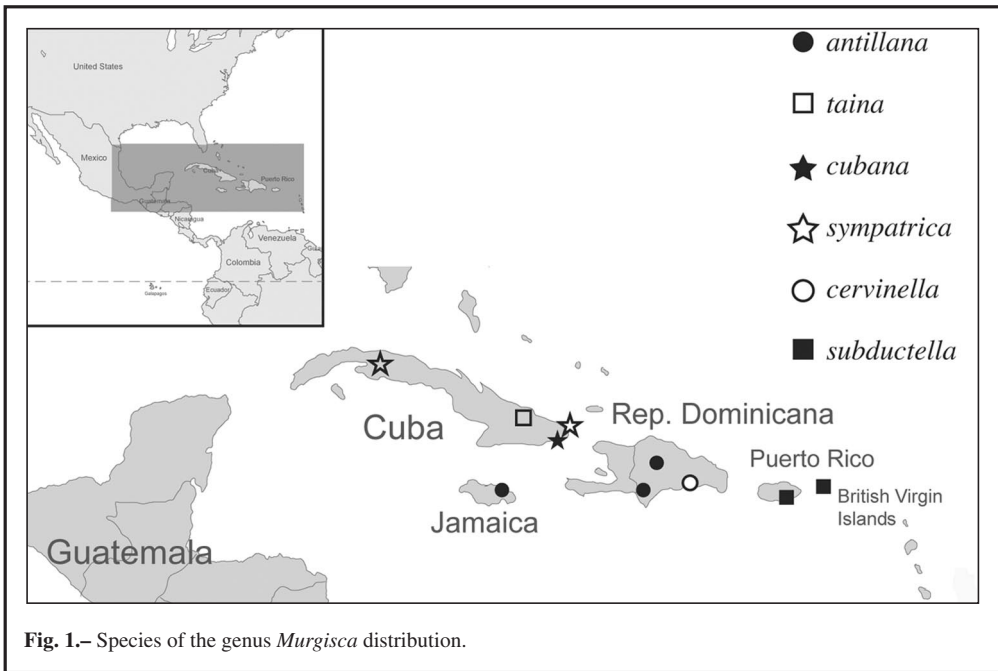 United States
Mexico
Cuba
Puerto Rico
Guatemala
Nicaragua
Venezuela
Colombia
Ecuador
Galapagos
antillana
taina
cubana
sympatrica
cervinella
subductella
Cuba
Rep. Dominicana
Puerto Rico
British Virgin
Islands
Jamaica
Guatemala
Fig. 1.– Species of the genus Murgisca distribution.